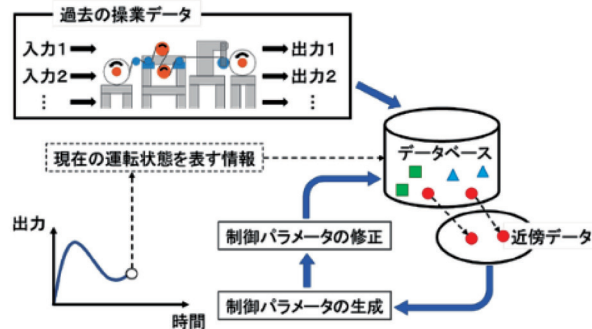 過去の操業データ
入力1
出力1
入力2
出力2
⋮
⋮
データベース
現在の運転状態を表す情報
出力
制御パラメータの修正
近傍データ
制御パラメータの生成
時間